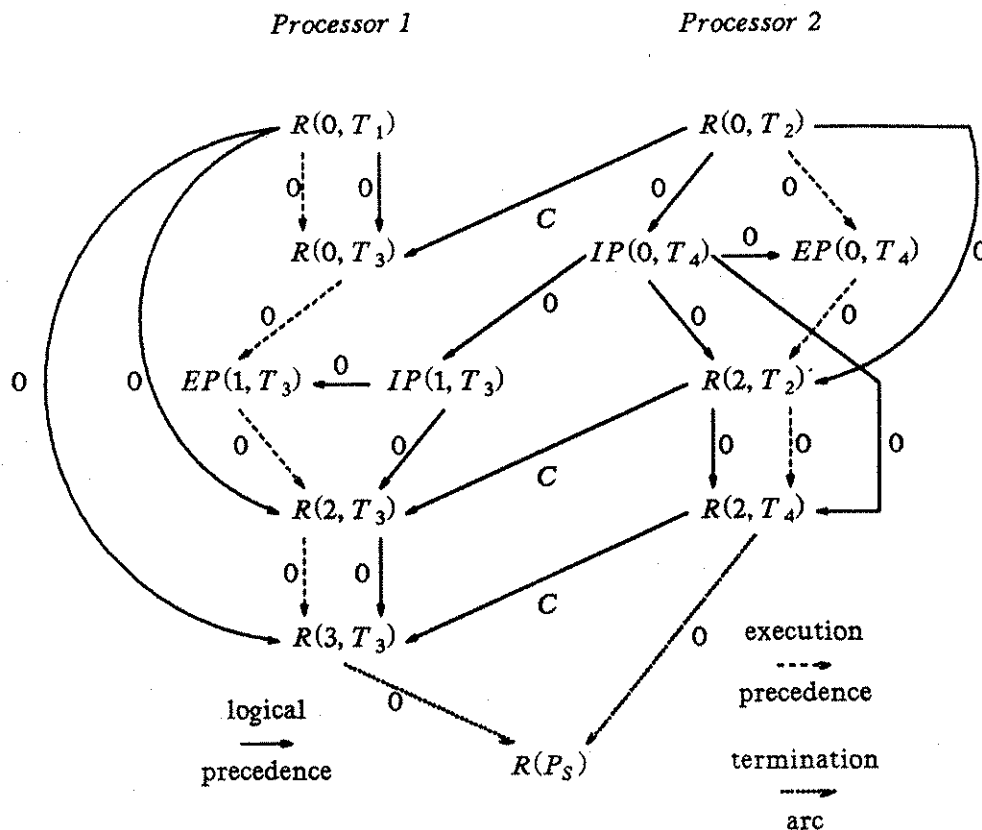 Processor 1 Processor 2
R(0, T₁) R(0, T₂)
0 0 0 0
C
R(0, T₃) IP(0, T₄) 0 EP(0, T₄) 0
0 0 0 0
0 0 EP(1, T₃) 0 IP(1, T₃) R(2, T₂)
0 0 0 0 0
C
R(2, T₃) R(2, T₄)
0 0
C
R(3, T₃) 0 execution
precedence
logical 0
precedence
R(Pₛ) termination
arc